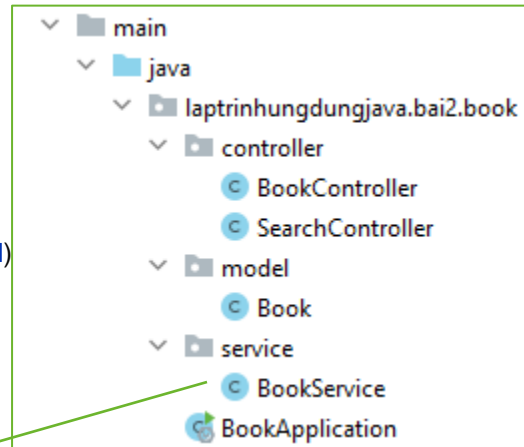 main
java
laptrinhungdungjava.bai2.book
controller
C BookController
C SearchController
)
model
C Book
service
C BookService
C BookApplication